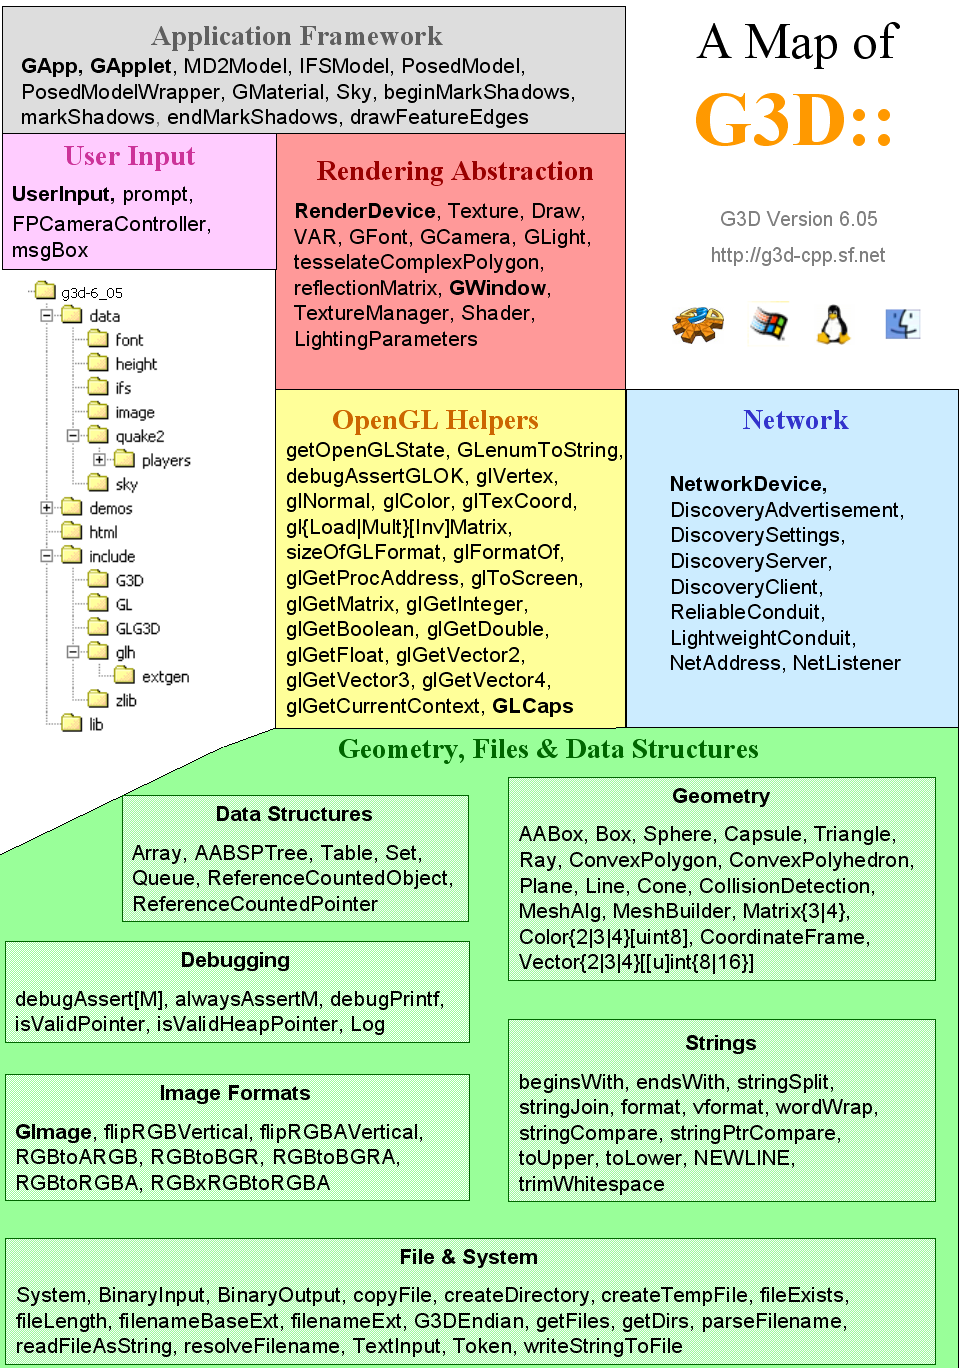 Application Framework
GApp, GApplet, MD2Model, IFSModel, PosedModel,
PosedModelWrapper, GMaterial, Sky, beginMarkShadows,
markShadows, endMarkShadows, drawFeatureEdges
A Map of
G3D::
G3D Version 6.05
http://g3d-cpp.sf.net
User Input
UserInput, prompt,
FPCameraController,
msgBox
Rendering Abstraction
RenderDevice, Texture, Draw,
VAR, GFont, GCamera, GLight,
tesselateComplexPolygon,
reflectionMatrix, GWindow,
TextureManager, Shader,
LightingParameters
g3d-6_05
data
font
height
ifs
image
quake2
players
sky
demos
html
include
G3D
GL
GLG3D
glh
extgen
zlib
lib
OpenGL Helpers
getOpenGLState, GLenumToString,
debugAssertGLOK, glVertex,
glNormal, glColor, glTexCoord,
gl{Load|Mult}[Inv]Matrix,
sizeOfGLFormat, glFormatOf,
glGetProcAddress, glToScreen,
glGetMatrix, glGetInteger,
glGetBoolean, glGetDouble,
glGetFloat, glGetVector2,
glGetVector3, glGetVector4,
glGetCurrentContext, GLCaps
Network
NetworkDevice,
DiscoveryAdvertisement,
DiscoverySettings,
DiscoveryServer,
DiscoveryClient,
ReliableConduit,
LightweightConduit,
NetAddress, NetListener
Geometry, Files & Data Structures
Data Structures
Array, AABSPTree, Table, Set,
Queue, ReferenceCountedObject,
ReferenceCountedPointer
Geometry
AABox, Box, Sphere, Capsule, Triangle,
Ray, ConvexPolygon, ConvexPolyhedron,
Plane, Line, Cone, CollisionDetection,
MeshAlg, MeshBuilder, Matrix{3|4},
Color{2|3|4}[uint8], CoordinateFrame,
Vector{2|3|4}[[u]int{8|16}]
Debugging
debugAssert[M], alwaysAssertM, debugPrintf,
isValidPointer, isValidHeapPointer, Log
Strings
beginsWith, endsWith, stringSplit,
stringJoin, format, vformat, wordWrap,
stringCompare, stringPtrCompare,
toUpper, toLower, NEWLINE,
trimWhitespace
Image Formats
GImage, flipRGBVertical, flipRGBAVertical,
RGBtoARGB, RGBtoBGR, RGBtoBGRA,
RGBtoRGBA, RGBxRGBtoRGBA
File & System
System, BinaryInput, BinaryOutput, copyFile, createDirectory, createTempFile, fileExists,
fileLength, filenameBaseExt, filenameExt, G3DEndian, getFiles, getDirs, parseFilename,
readFileAsString, resolveFilename, TextInput, Token, writeStringToFile